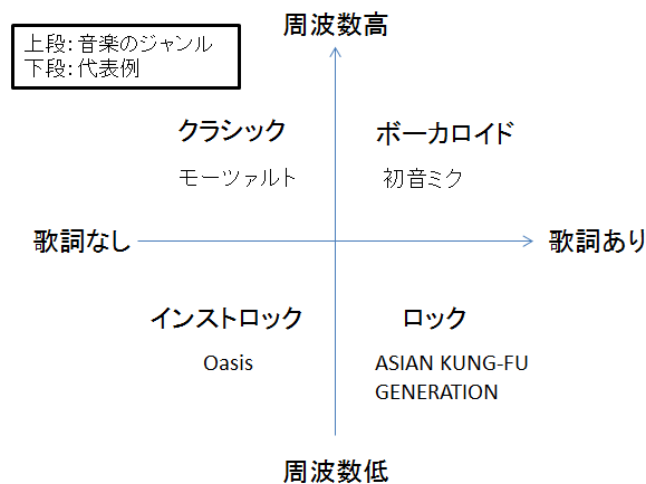 周波数高
上段：音楽のジャンル
下段：代表例
クラシック
モーツァルト
ボーカロイド
初音ミク
歌詞なし
歌詞あり
インストロック
Oasis
ロック
ASIAN KUNG-FU
GENERATION
周波数低